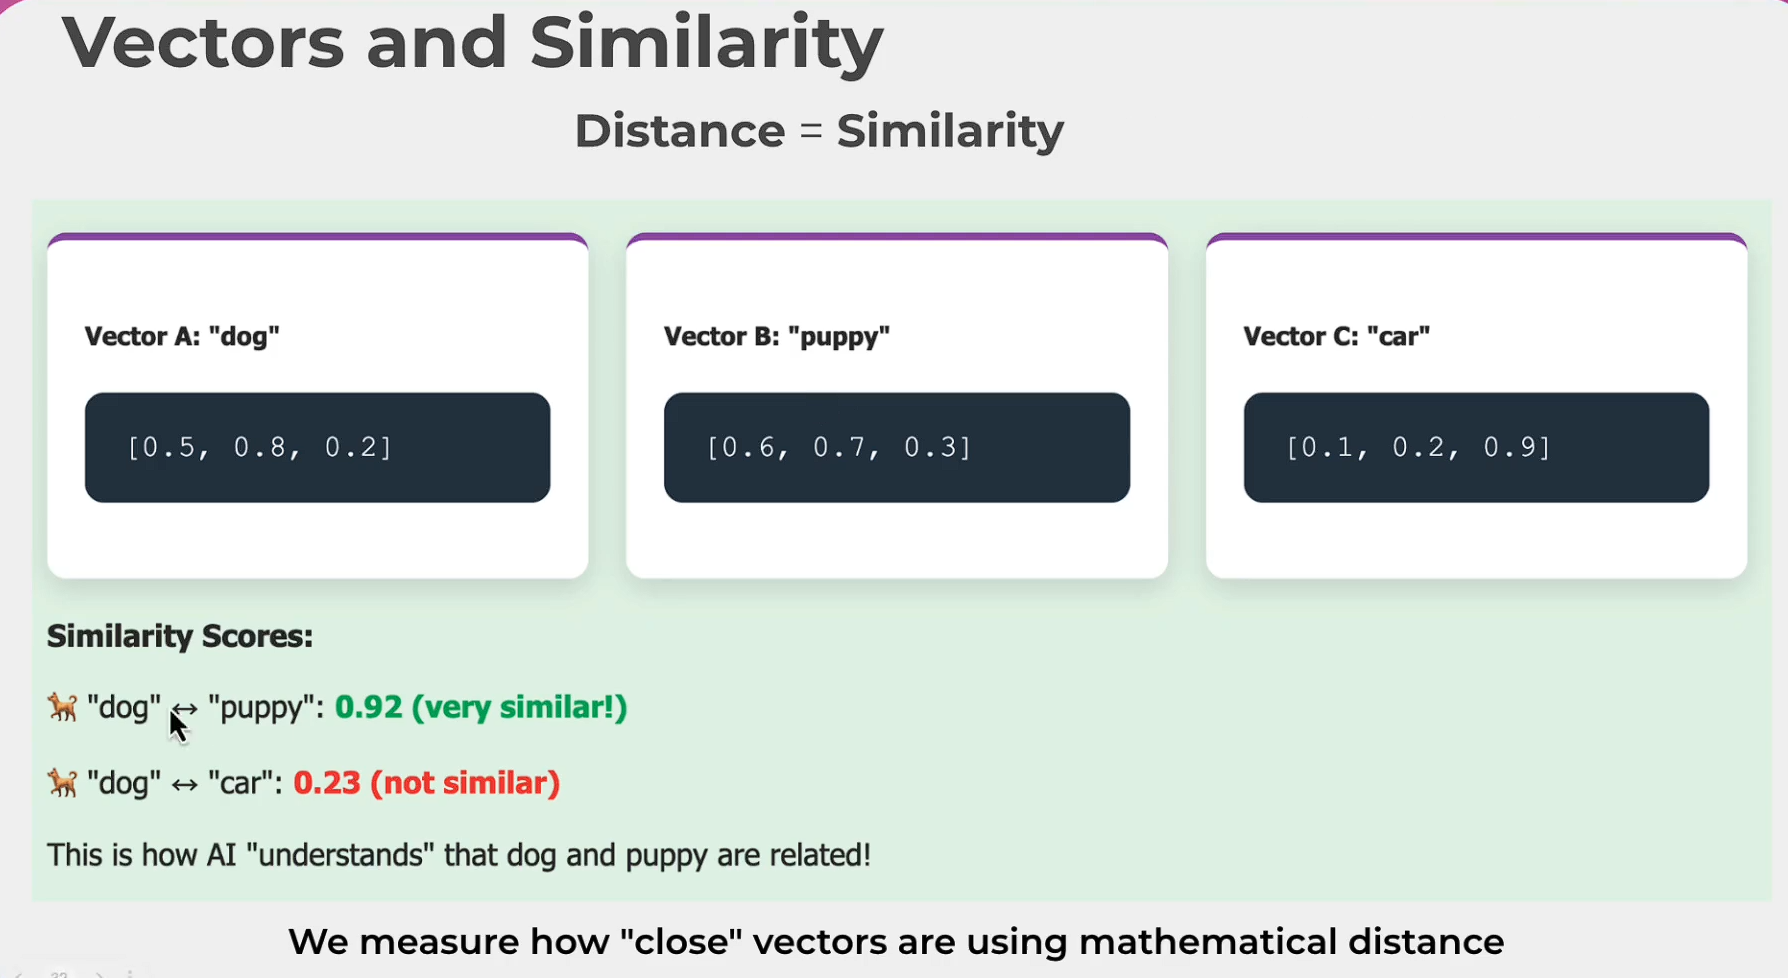 Vectors and Similarity
Distance = Similarity
Vector A: "dog"
[0.5, 0.8, 0.2]
Vector B: "puppy"
[0.6, 0.7, 0.3]
Vector C: "car"
[0.1, 0.2, 0.9]
Similarity Scores:
🐕 "dog" ↔ "puppy": 0.92 (very similar!)
🐕 "dog" ↔ "car": 0.23 (not similar)
This is how AI "understands" that dog and puppy are related!
We measure how "close" vectors are using mathematical distance